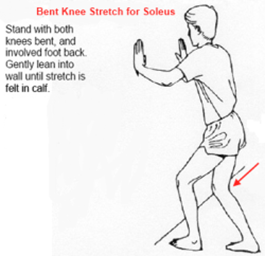 Bent Knee Stretch for Soleus
Stand with both
knees bent, and
involved foot back.
Gently lean into
wall until stretch is
felt in calf.